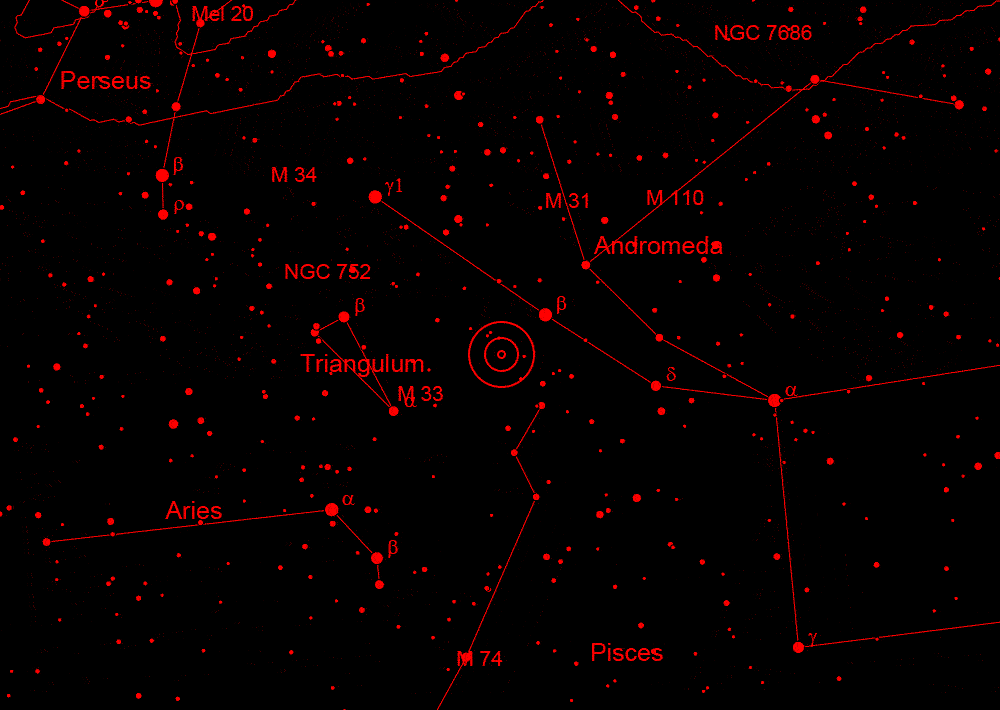 δ
Mel 20
NGC 7686
Perseus
β
M 34
γ1
ρ
M 31
M 110
Andromeda
NGC 752
β
β
Triangulum
δ
α
M 33
α
α
Aries
β
γ
Pisces
M 74